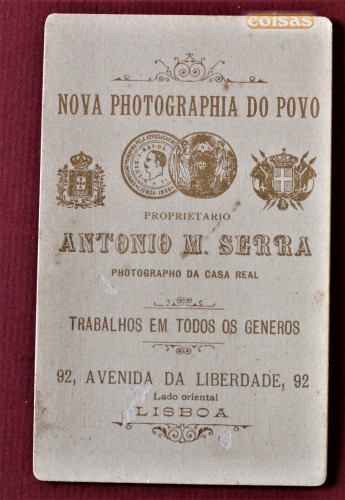 coisas
NOVA PHOTOGRAPHIA DO POVO
PROPRIETARIO
ANTONIO M. SERRA
PHOTOGRAPHO DA CASA REAL
TRABALHOS EM TODOS OS GENEROS
92, AVENIDA DA LIBERDADE, 92
Lado oriental
LISBOA